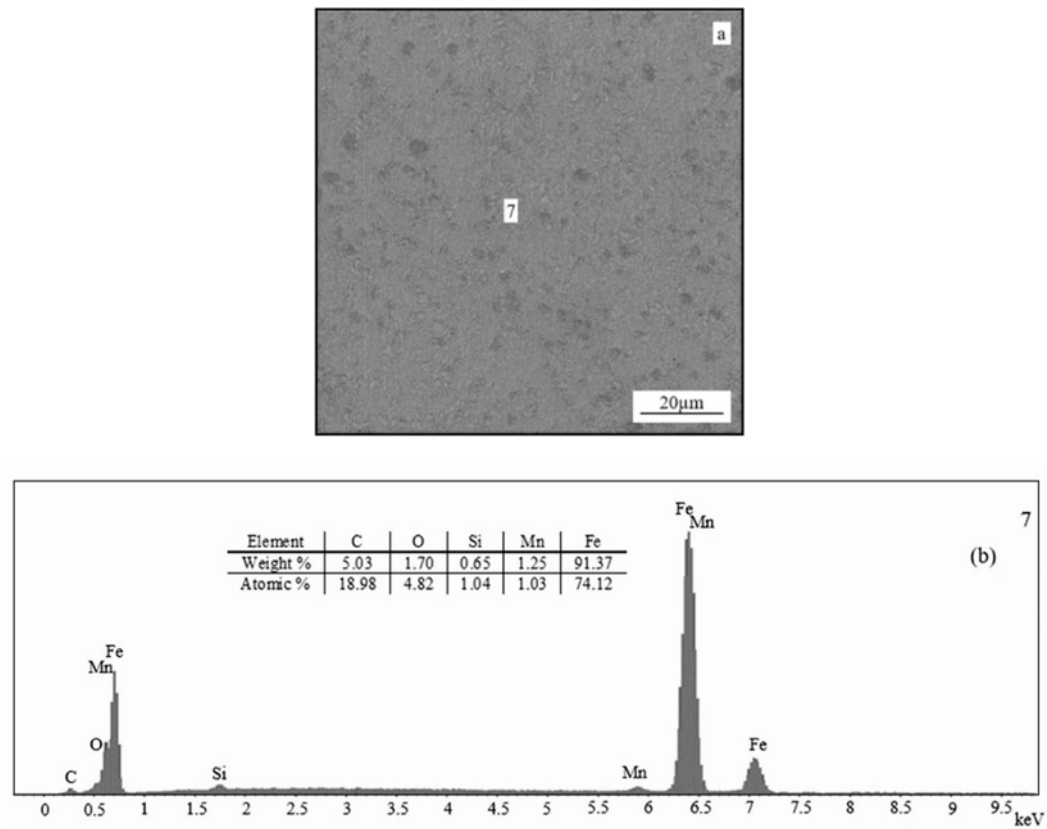 a
7
20µm
7
(b)
Element C O Si Mn Fe
Weight % 5.03 1.70 0.65 1.25 91.37
Atomic % 18.98 4.82 1.04 1.03 74.12
Fe
Mn
Fe
Mn
O
C
Si
Mn
Fe
0 0.5 1 1.5 2 2.5 3 3.5 4 4.5 5 5.5 6 6.5 7 7.5 8 8.5 9 9.5
keV